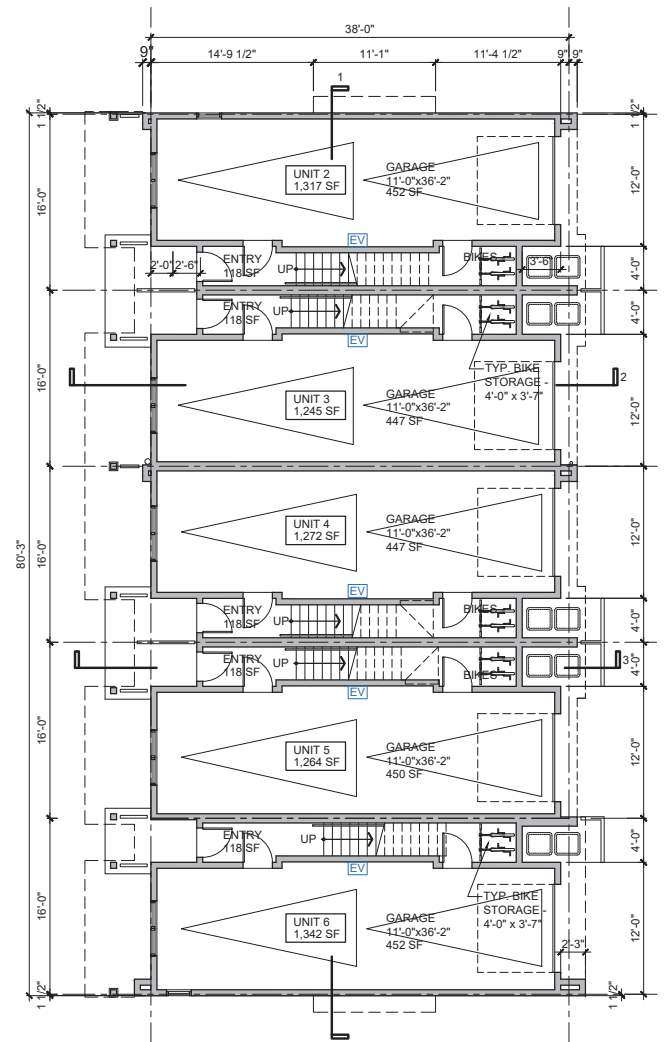 38'-0"
9"
14'-9 1/2"
11'-1"
11'-4 1/2"
9"
9"
1
1 1/2"
1 1/2"
UNIT 2
1,317 SF
GARAGE
11'-0"x36'-2"
452 SF
16'-0"
12'-0"
EV
ENTRY
118 SF
UP
BIKES
2'-0"
2'-6"
3'-6"
4'-0"
ENTRY
118 SF
UP
4'-0"
EV
TYP. BIKE
STORAGE -
4'-0" x 3'-7"
2
UNIT 3
1,245 SF
GARAGE
11'-0"x36'-2"
447 SF
16'-0"
12'-0"
80'-3"
UNIT 4
1,272 SF
GARAGE
11'-0"x36'-2"
447 SF
16'-0"
12'-0"
EV
ENTRY
118 SF
UP
BIKES
4'-0"
ENTRY
118 SF
UP
BIKES
3
4'-0"
EV
UNIT 5
1,264 SF
GARAGE
11'-0"x36'-2"
450 SF
16'-0"
12'-0"
ENTRY
118 SF
UP
4'-0"
EV
TYP. BIKE
STORAGE -
4'-0" x 3'-7"
UNIT 6
1,342 SF
GARAGE
11'-0"x36'-2"
452 SF
16'-0"
12'-0"
2'-3"
1 1/2"
1 1/2"